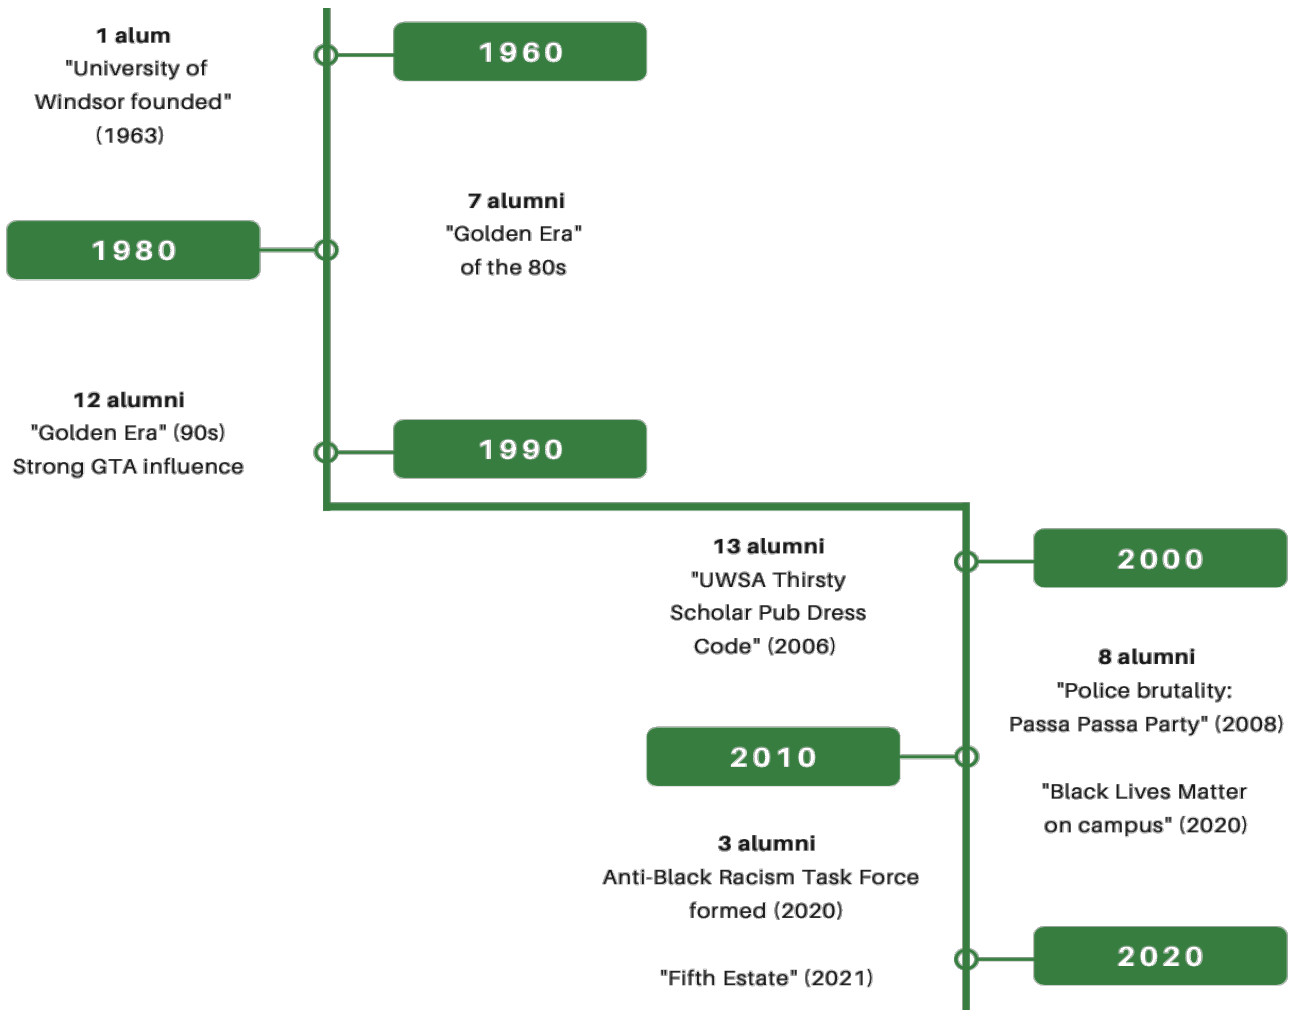 1 alum
"University of
Windsor founded"
(1963)
1960
1980
7 alumni
"Golden Era"
of the 80s
12 alumni
"Golden Era" (90s)
Strong GTA influence
1990
13 alumni
"UWSA Thirsty
Scholar Pub Dress
Code" (2006)
2000
2010
8 alumni
"Police brutality:
Passa Passa Party" (2008)
"Black Lives Matter
on campus" (2020)
3 alumni
Anti-Black Racism Task Force
formed (2020)
"Fifth Estate" (2021)
2020